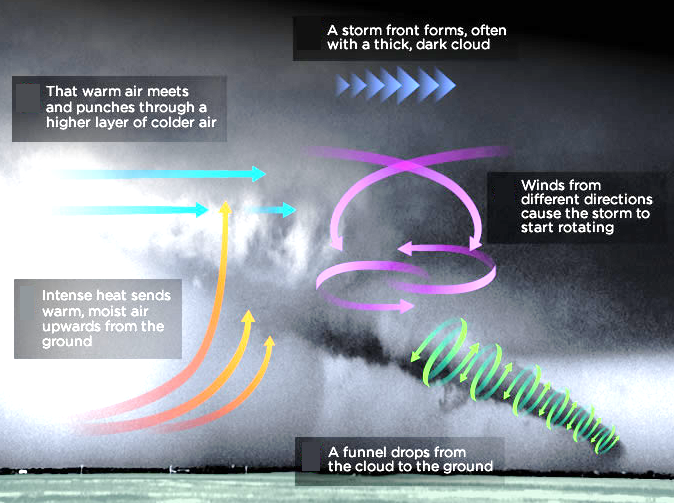 A storm front forms, often
with a thick, dark cloud
That warm air meets
and punches through a
higher layer of colder air
Winds from
different directions
cause the storm to
start rotating
Intense heat sends
warm, moist air
upwards from the
ground
A funnel drops from
the cloud to the ground